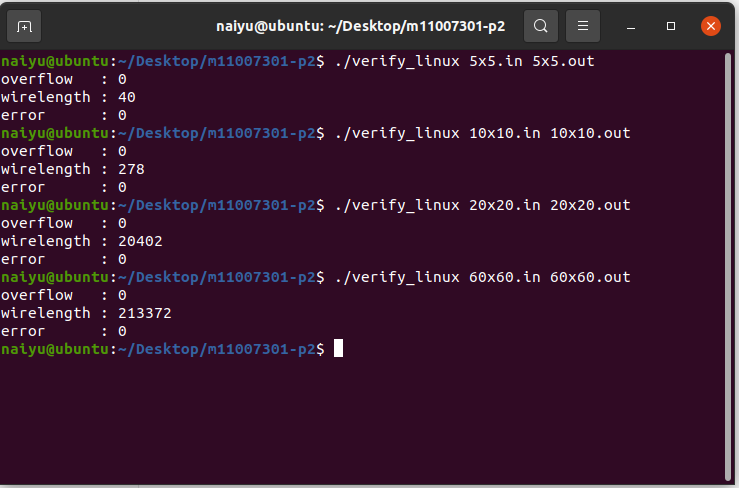 naiyu@ubuntu: ~/Desktop/m11007301-p2
naiyu@ubuntu:~/Desktop/m11007301-p2$ ./verify_linux 5x5.in 5x5.out
overflow   : 0
wirelength : 40
error      : 0
naiyu@ubuntu:~/Desktop/m11007301-p2$ ./verify_linux 10x10.in 10x10.out
overflow   : 0
wirelength : 278
error      : 0
naiyu@ubuntu:~/Desktop/m11007301-p2$ ./verify_linux 20x20.in 20x20.out
overflow   : 0
wirelength : 20402
error      : 0
naiyu@ubuntu:~/Desktop/m11007301-p2$ ./verify_linux 60x60.in 60x60.out
overflow   : 0
wirelength : 213372
error      : 0
naiyu@ubuntu:~/Desktop/m11007301-p2$